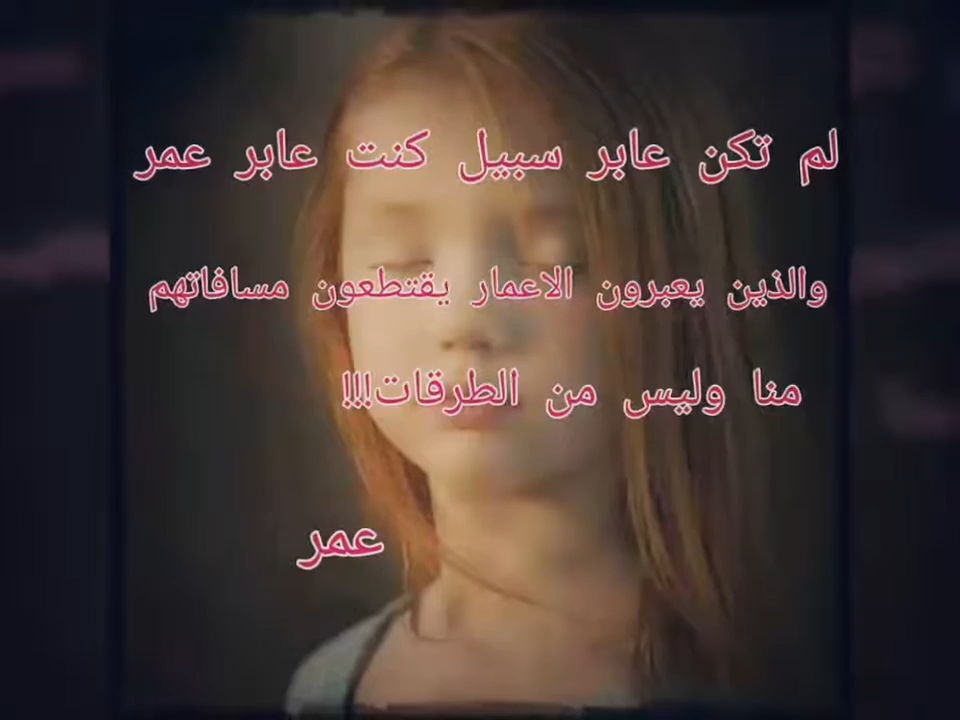 لم تكن عابر سبيل كنت عابر عمر
والذين يعبرون الاعمار يقتطعون مسافاتهم
منا وليس من الطرقات!!!
عمر